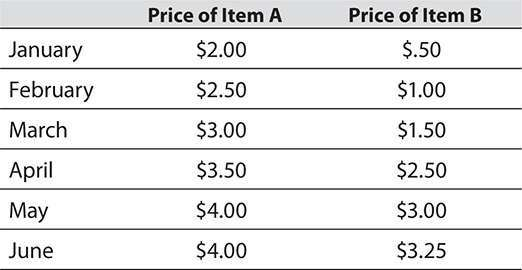 Price of Item A Price of Item B
January $2.00 $.50
February $2.50 $1.00
March $3.00 $1.50
April $3.50 $2.50
May $4.00 $3.00
June $4.00 $3.25